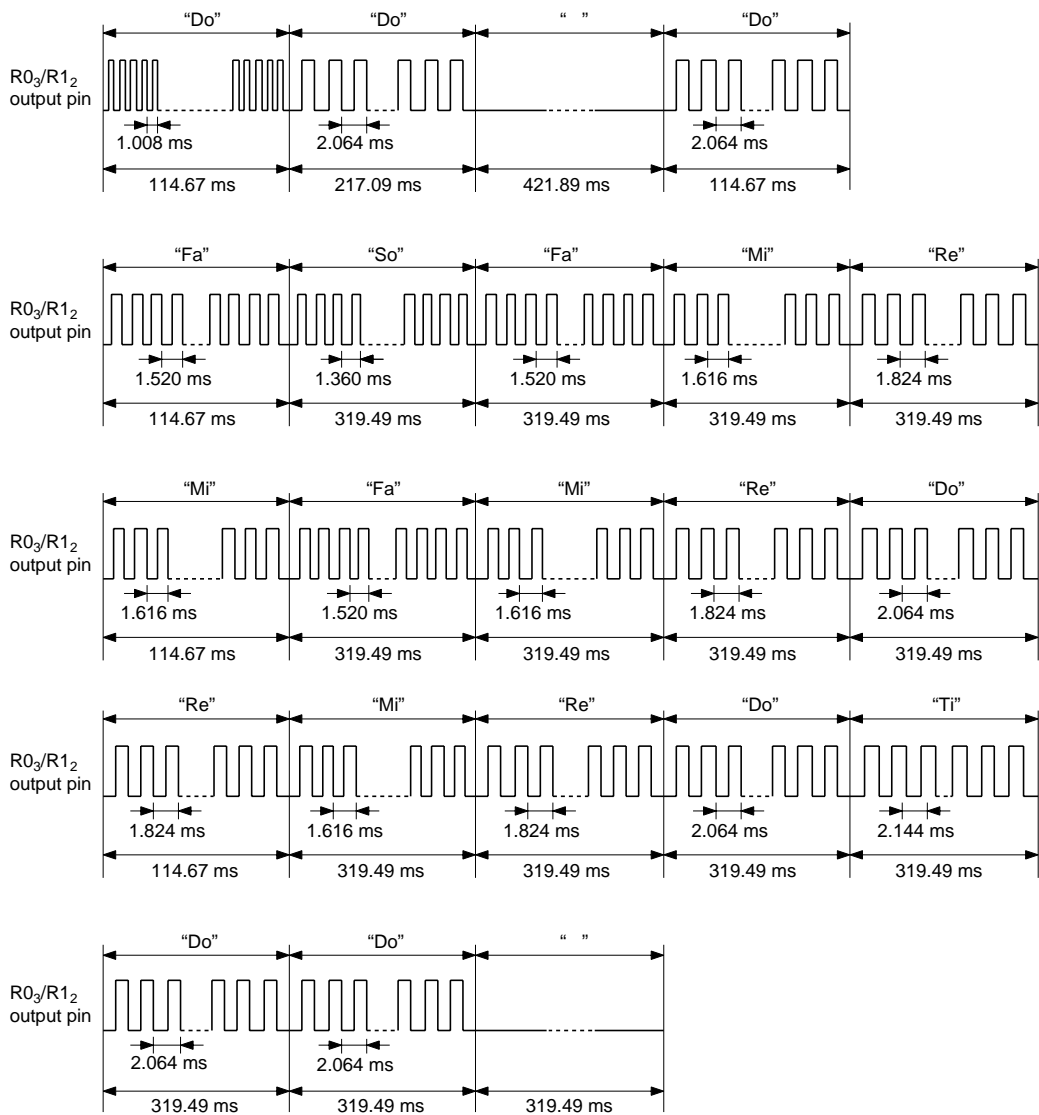 “Do” “Do” “ ” “Do”
R0₃/R1₂
output pin
1.008 ms 2.064 ms 2.064 ms
114.67 ms 217.09 ms 421.89 ms 114.67 ms
“Fa” “So” “Fa” “Mi” “Re”
R0₃/R1₂
output pin
1.520 ms 1.360 ms 1.520 ms 1.616 ms 1.824 ms
114.67 ms 319.49 ms 319.49 ms 319.49 ms 319.49 ms
“Mi” “Fa” “Mi” “Re” “Do”
R0₃/R1₂
output pin
1.616 ms 1.520 ms 1.616 ms 1.824 ms 2.064 ms
114.67 ms 319.49 ms 319.49 ms 319.49 ms 319.49 ms
“Re” “Mi” “Re” “Do” “Ti”
R0₃/R1₂
output pin
1.824 ms 1.616 ms 1.824 ms 2.064 ms 2.144 ms
114.67 ms 319.49 ms 319.49 ms 319.49 ms 319.49 ms
“Do” “Do” “ ”
R0₃/R1₂
output pin
2.064 ms 2.064 ms
319.49 ms 319.49 ms 319.49 ms